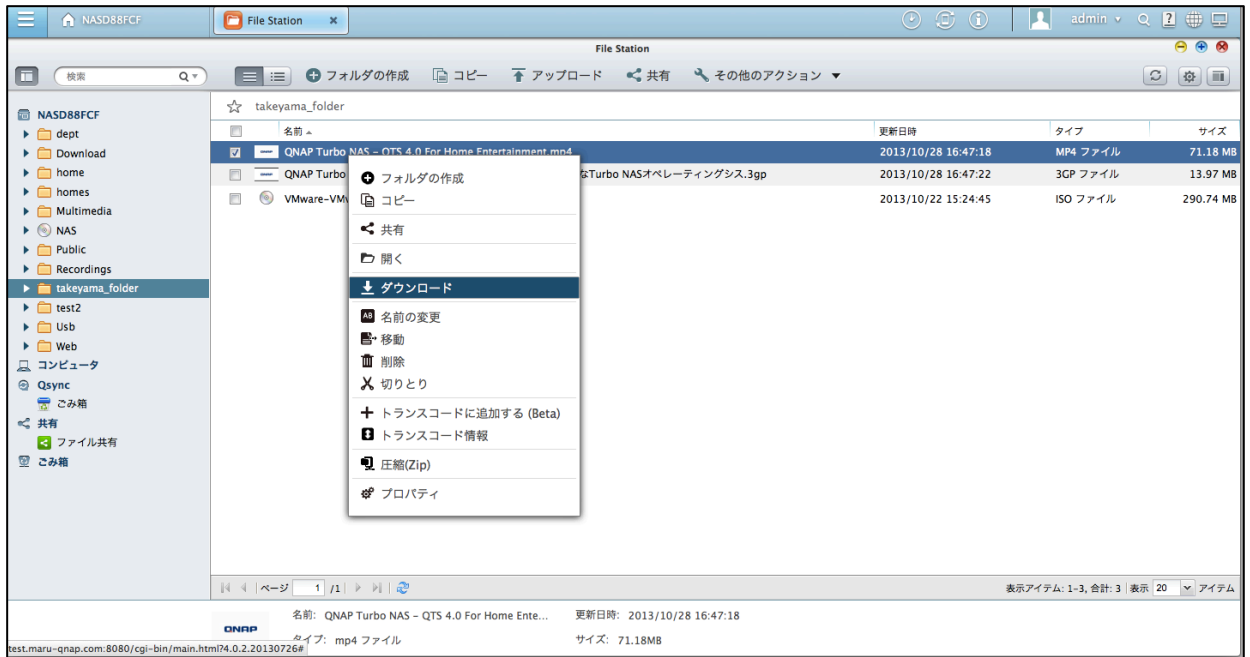 NASD88FCF
File Station
admin
File Station
検索
フォルダの作成 コピー アップロード 共有 その他のアクション
NASD88FCF
dept
Download
home
homes
Multimedia
NAS
Public
Recordings
takeyama_folder
test2
Usb
Web
コンピュータ
Qsync
ごみ箱
共有
ファイル共有
ごみ箱
takeyama_folder
名前 更新日時 タイプ サイズ
QNAP Turbo NAS - QTS 4.0 For Home Entertainment.mp4 2013/10/28 16:47:18 MP4 ファイル 71.18 MB
QNAP Turbo なTurbo NASオペレーティングシス.3gp 2013/10/28 16:47:22 3GP ファイル 13.97 MB
VMware-VM 2013/10/22 15:24:45 ISO ファイル 290.74 MB
フォルダの作成
コピー
共有
開く
ダウンロード
名前の変更
移動
削除
切りとり
トランスコードに追加する (Beta)
トランスコード情報
圧縮(Zip)
プロパティ
ページ 1 /1 表示アイテム: 1-3, 合計: 3 表示 20 アイテム
名前: QNAP Turbo NAS - QTS 4.0 For Home Ente... 更新日時: 2013/10/28 16:47:18
QNAP
タイプ: mp4 ファイル サイズ: 71.18MB
test.maru-qnap.com:8080/cgi-bin/main.html?4.0.2.20130726#